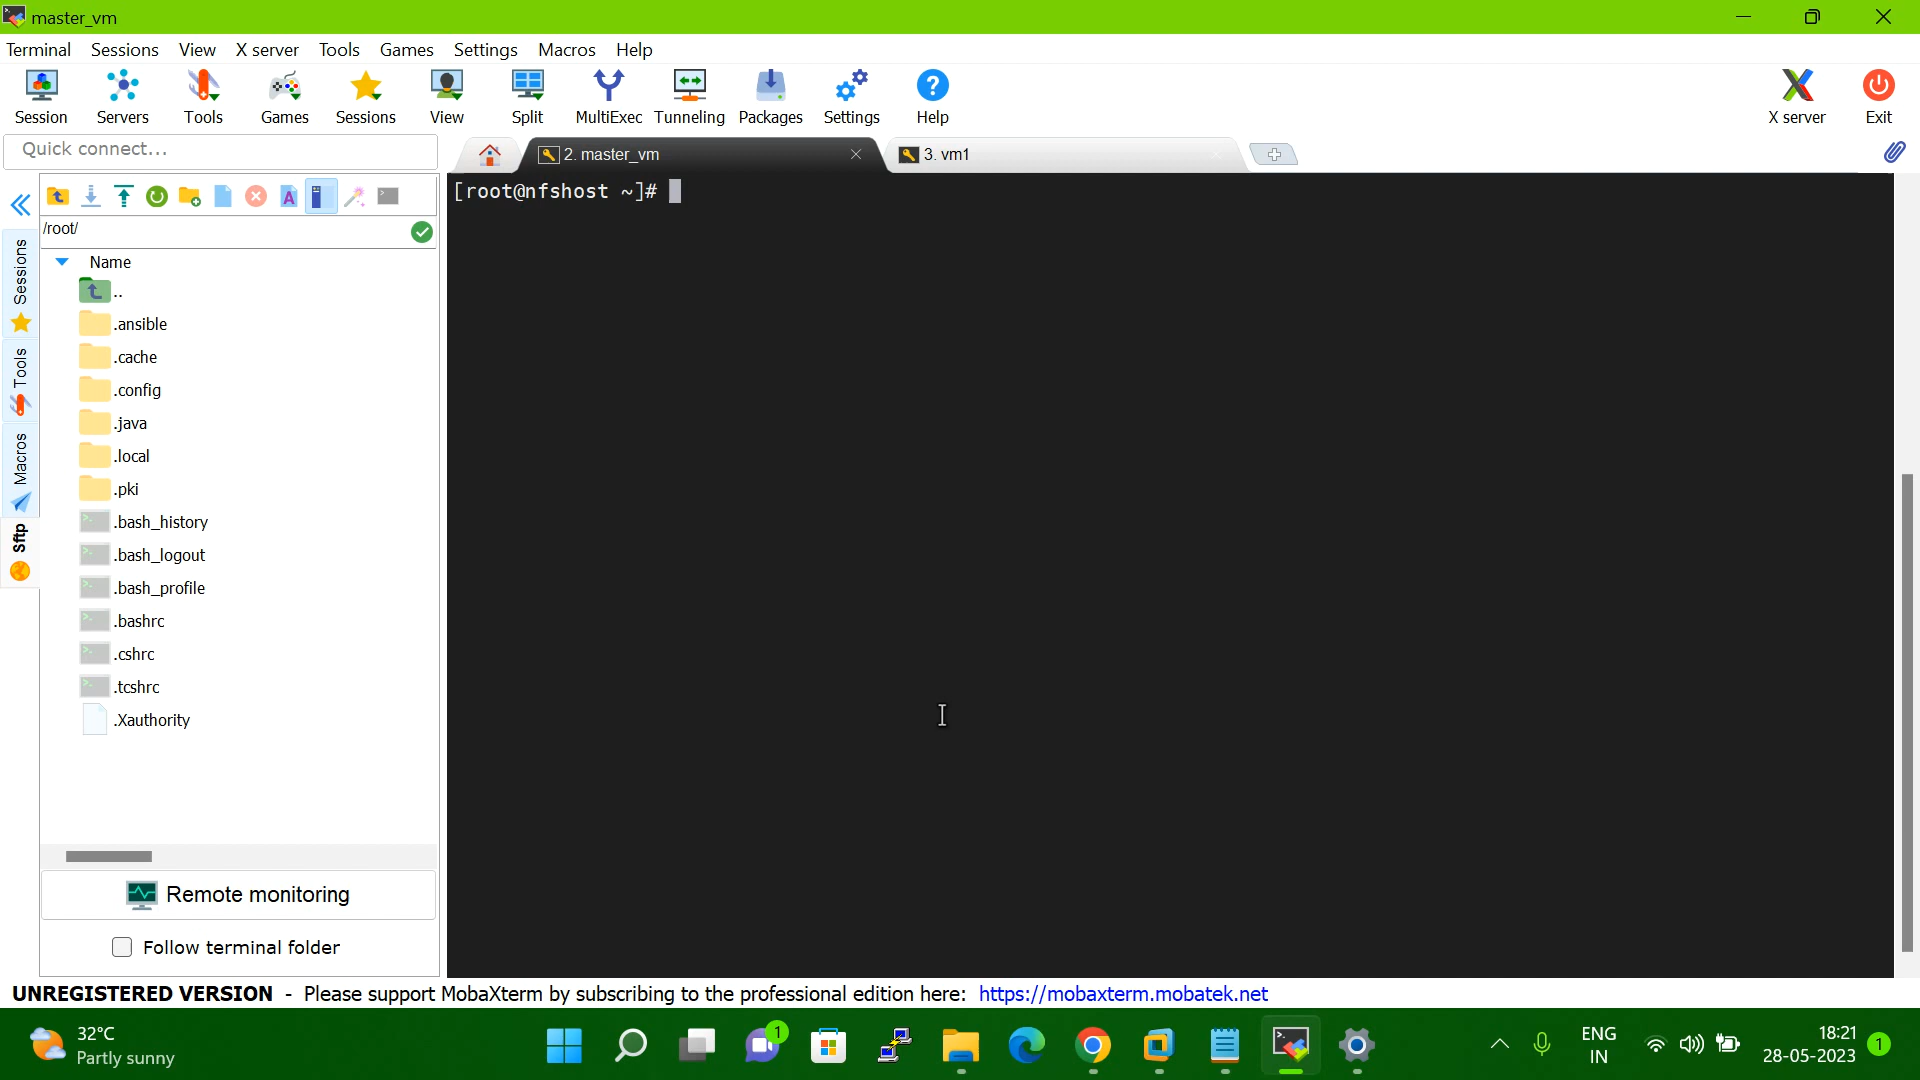 master_vm
Terminal Sessions View X server Tools Games Settings Macros Help
Session Servers Tools Games Sessions View Split MultiExec Tunneling Packages Settings Help X server Exit
Quick connect...
2. master_vm
3. vm1
[root@nfshost ~]#
/root/
Name
..
.ansible
.cache
.config
.java
.local
.pki
.bash_history
.bash_logout
.bash_profile
.bashrc
.cshrc
.tcshrc
.Xauthority
Sessions
Tools
Macros
Sftp
Remote monitoring
Follow terminal folder
UNREGISTERED VERSION - Please support MobaXterm by subscribing to the professional edition here: https://mobaxterm.mobatek.net
32°C
Partly sunny
1
ENG
IN
18:21
28-05-2023
1